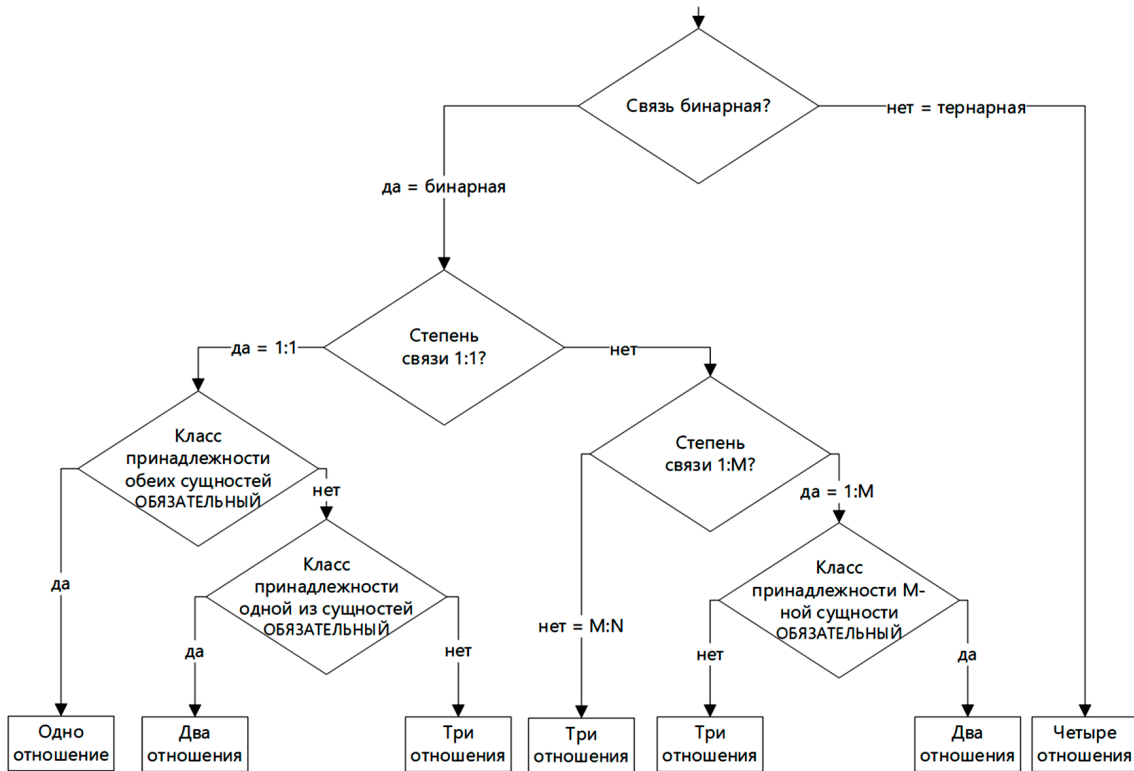 Связь бинарная?
нет = тернарная
да = бинарная
Степень
связи 1:1?
да = 1:1
нет
Класс
принадлежности
обеих сущностей
ОБЯЗАТЕЛЬНЫЙ
Степень
связи 1:M?
нет
да = 1:M
Класс
принадлежности
одной из сущностей
ОБЯЗАТЕЛЬНЫЙ
Класс
принадлежности М-
ной сущности
ОБЯЗАТЕЛЬНЫЙ
да
нет = M:N
да
нет
нет
да
Одно
отношение
Два
отношения
Три
отношения
Три
отношения
Три
отношения
Два
отношения
Четыре
отношения